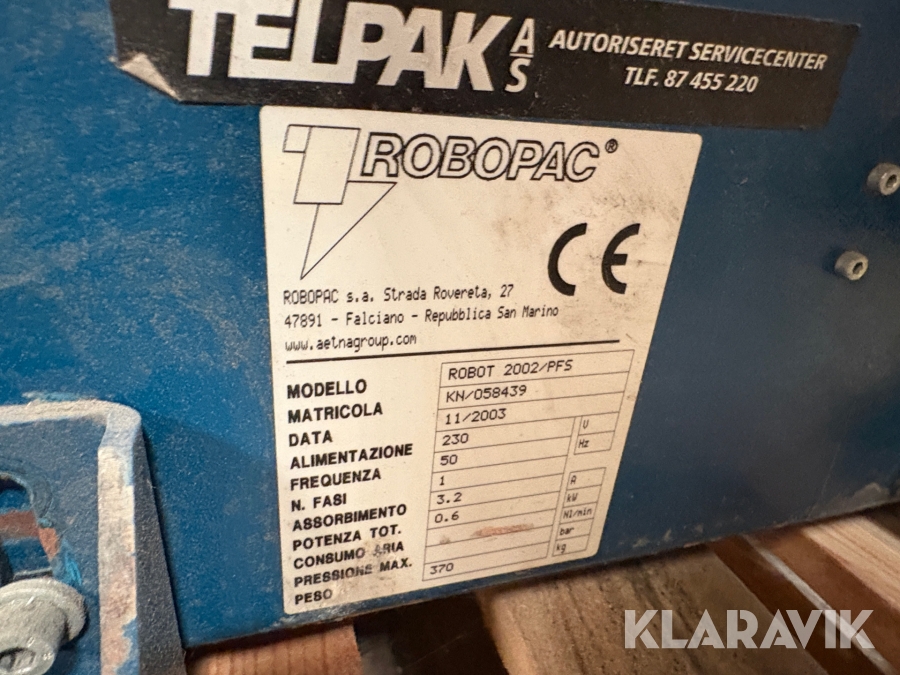 TELPAK A/S AUTORISERET SERVICECENTER
TLF. 87 455 220
ROBOPAC®
CE
ROBOPAC s.a. Strada Rovereta, 27
47891 - Falciano - Repubblica San Marino
www.aetnagroup.com
MODELLO ROBOT 2002/PFS
MATRICOLA KN/058439
DATA 11/2003
ALIMENTAZIONE 230 V
FREQUENZA 50 Hz
N. FASI 1
ASSORBIMENTO 3.2 A
POTENZA TOT. 0.6 kW
CONSUMO ARIA Nl/min
PRESSIONE MAX. bar
PESO 370 kg
KLARAVIK